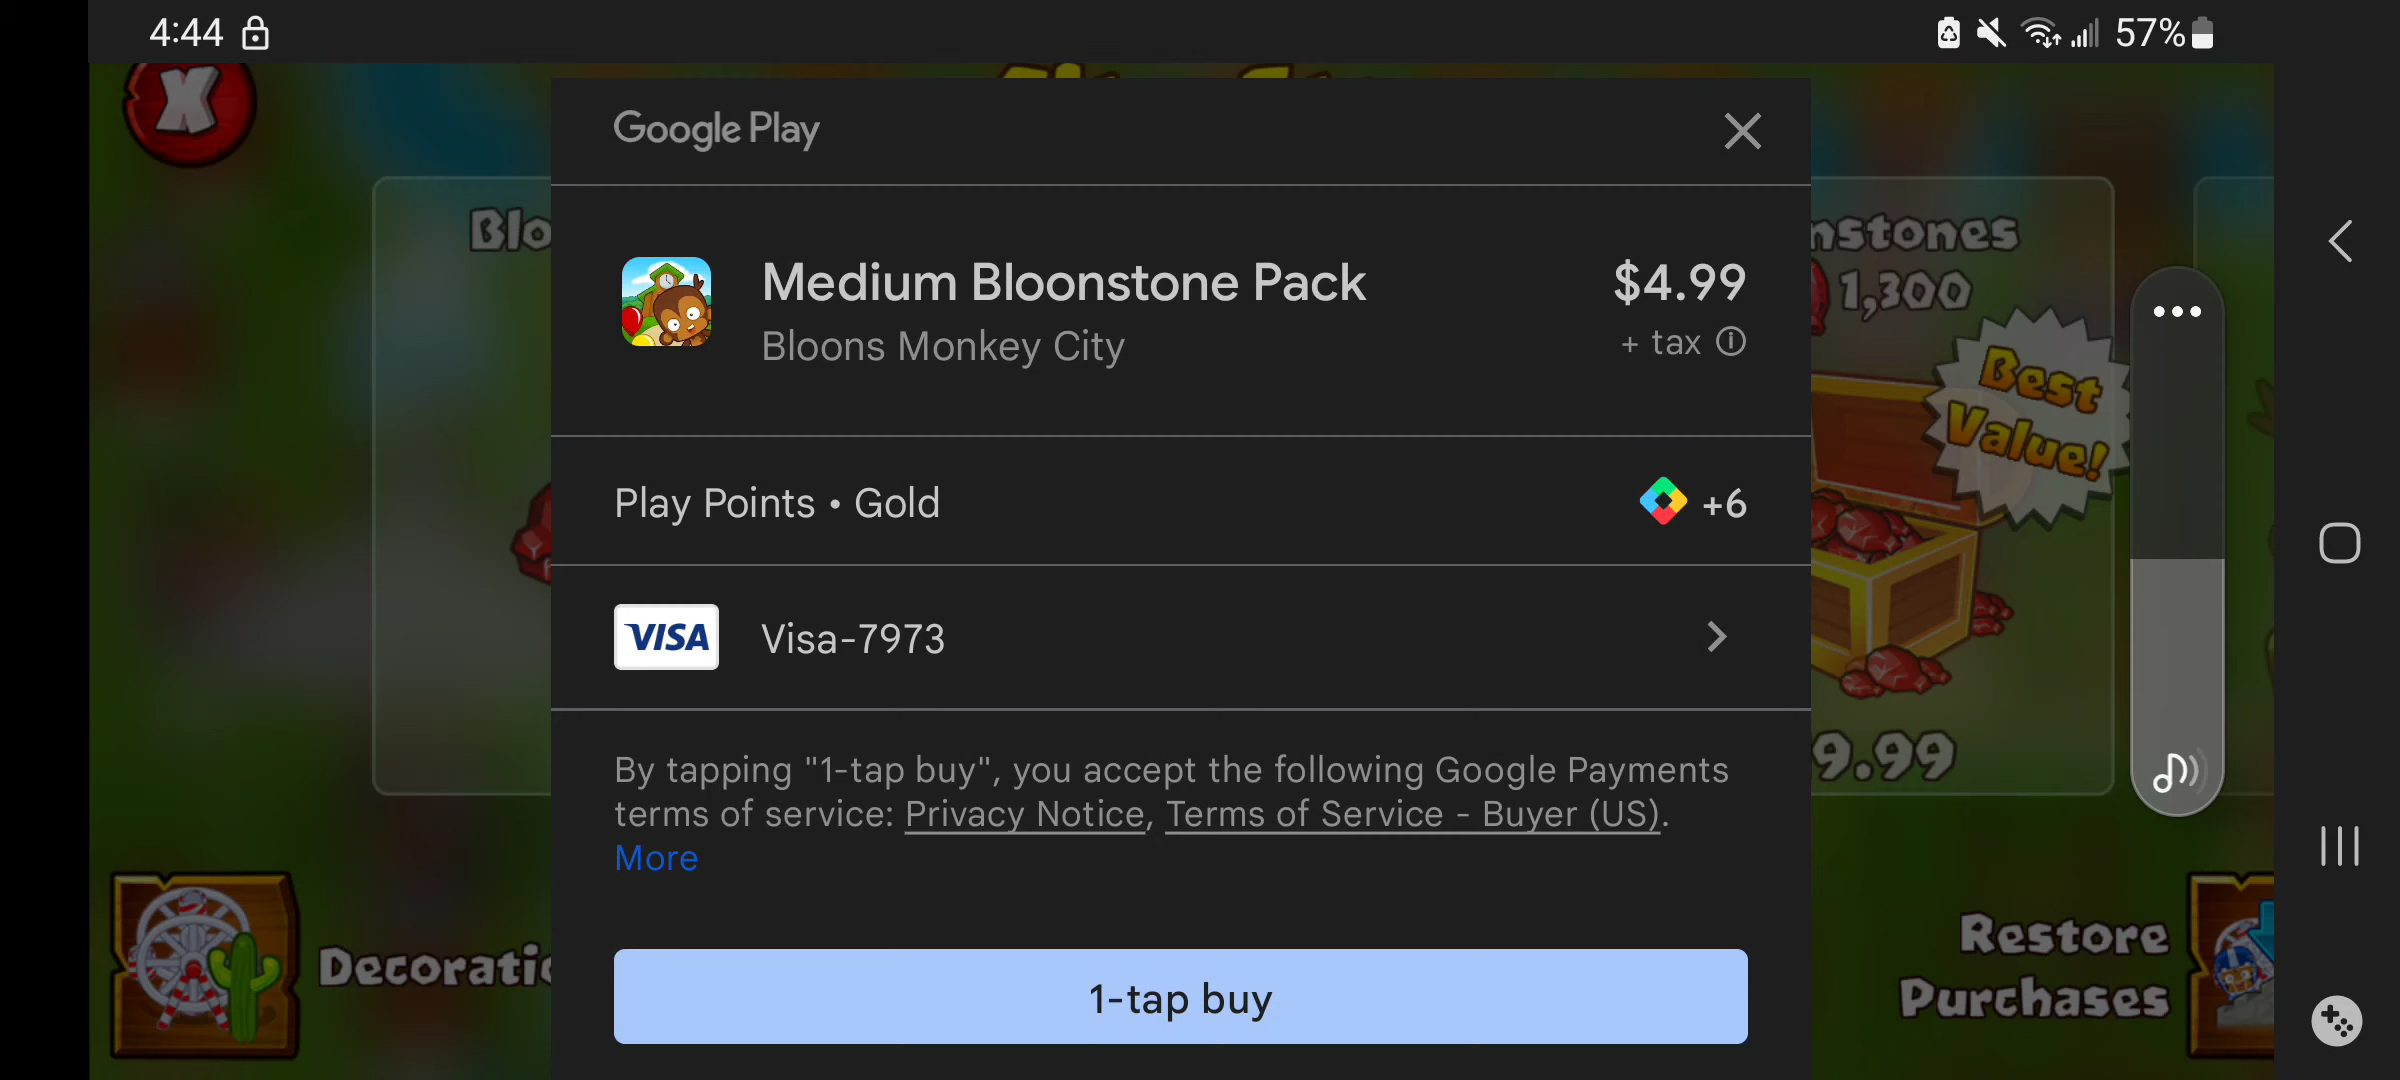 4:44
57%
Google Play
Blo
nstones
1,300
Medium Bloonstone Pack
$4.99
Bloons Monkey City
+ tax
Best
Value!
Play Points • Gold
+6
VISA
Visa-7973
9.99
By tapping "1-tap buy", you accept the following Google Payments
terms of service: Privacy Notice, Terms of Service - Buyer (US).
More
Decoratic
Restore
Purchases
1-tap buy